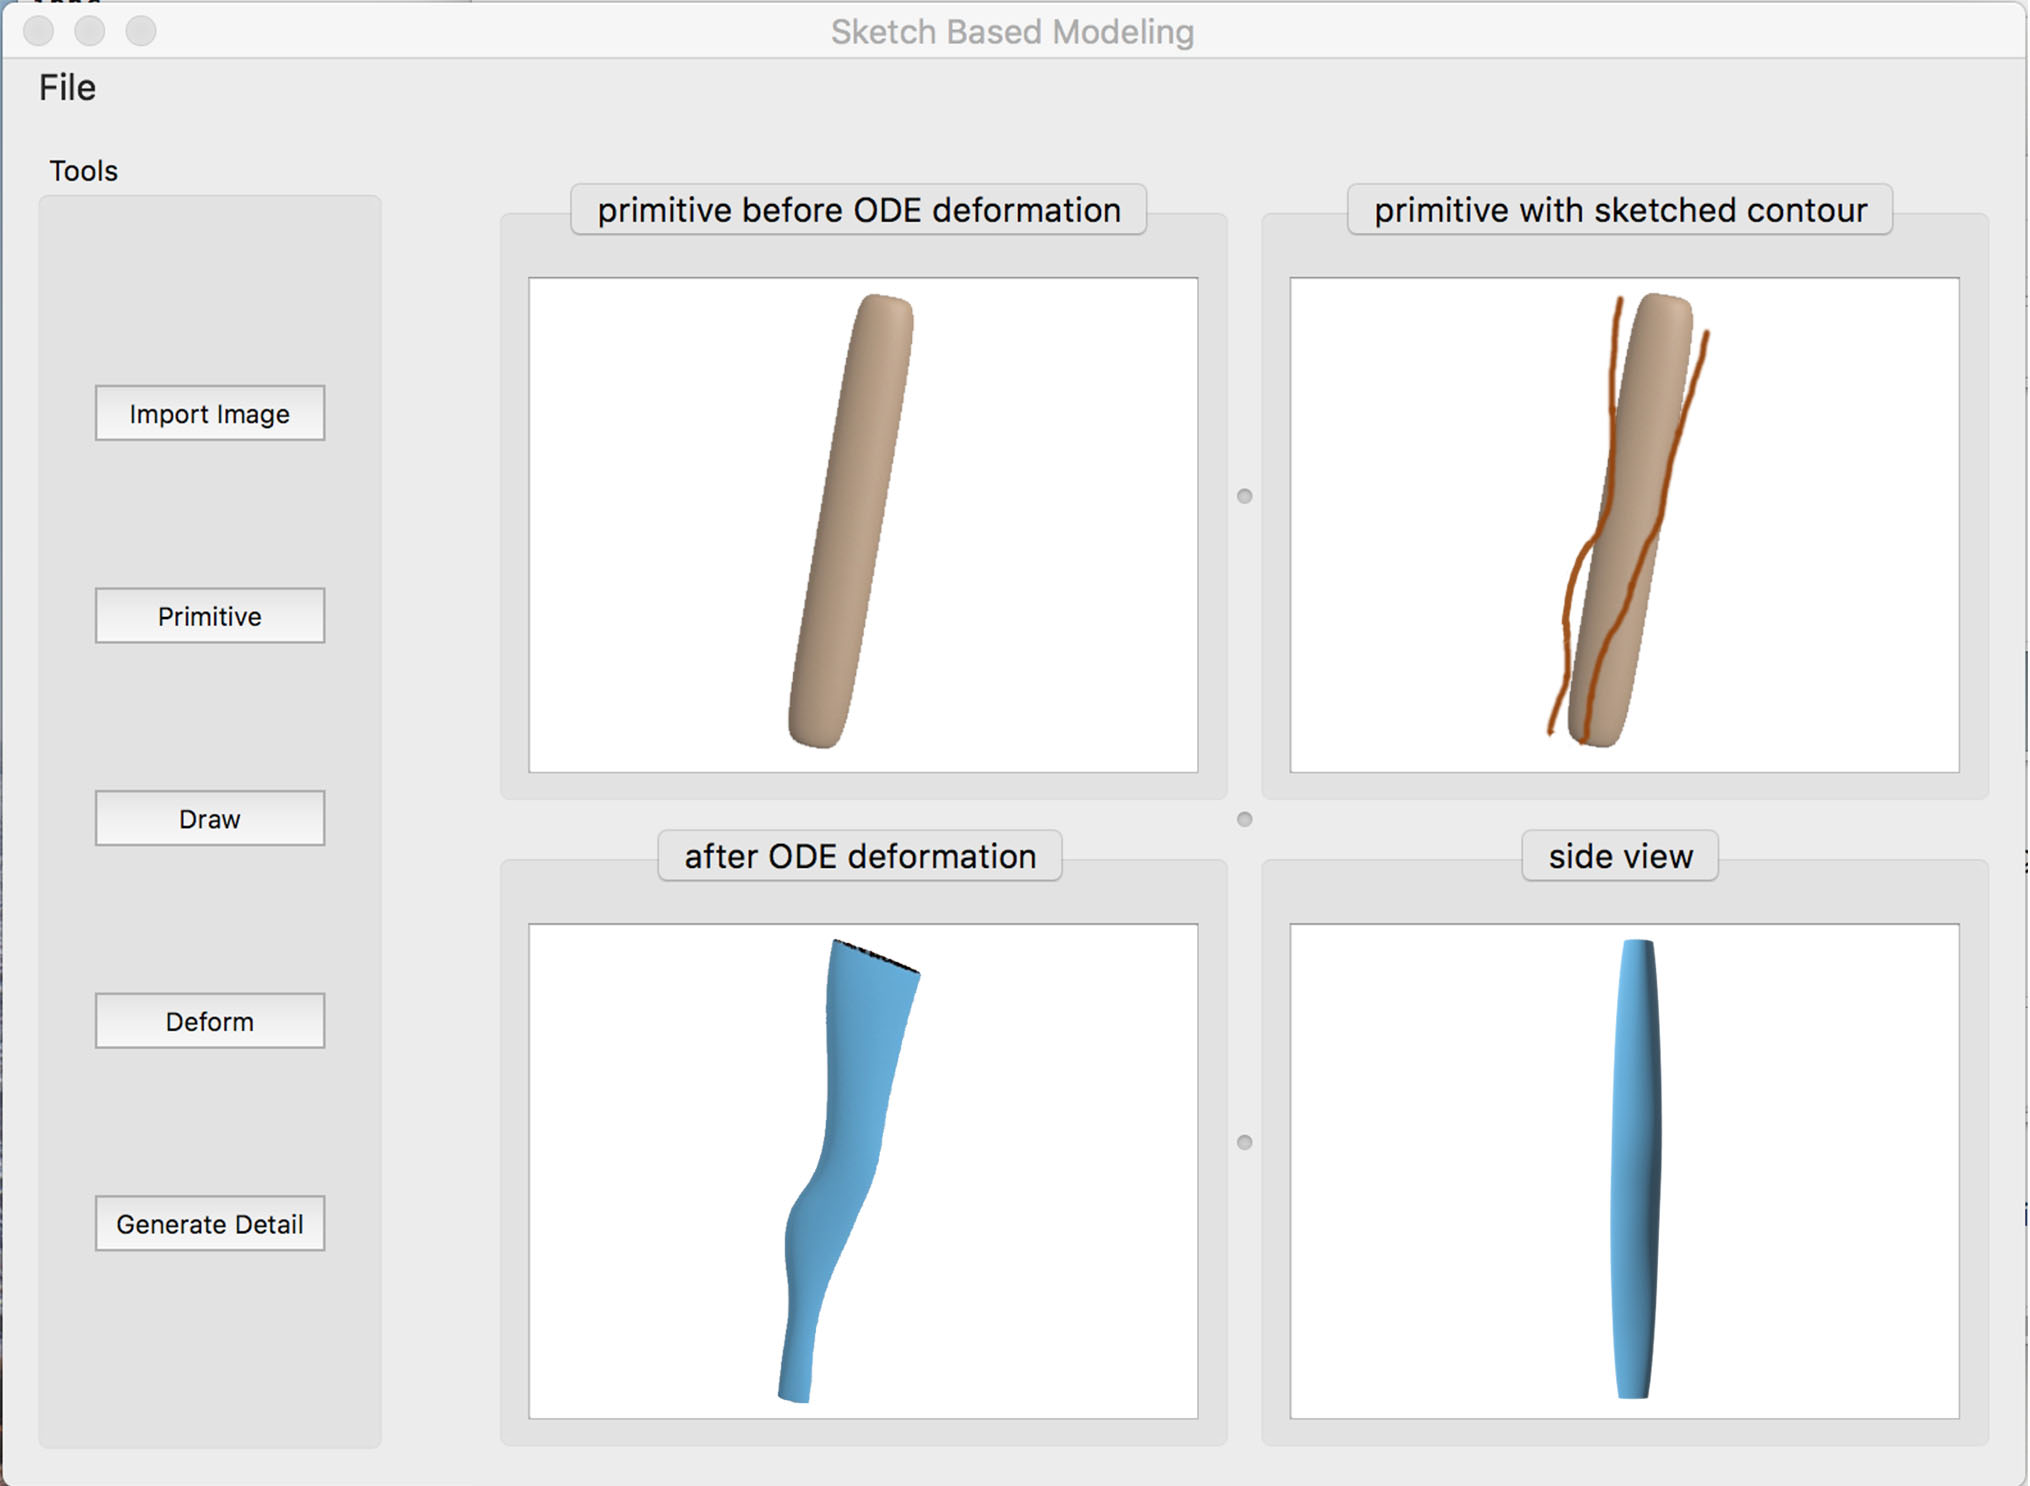 Sketch Based Modeling
File
Tools
Import Image
Primitive
Draw
Deform
Generate Detail
primitive before ODE deformation
primitive with sketched contour
after ODE deformation
side view